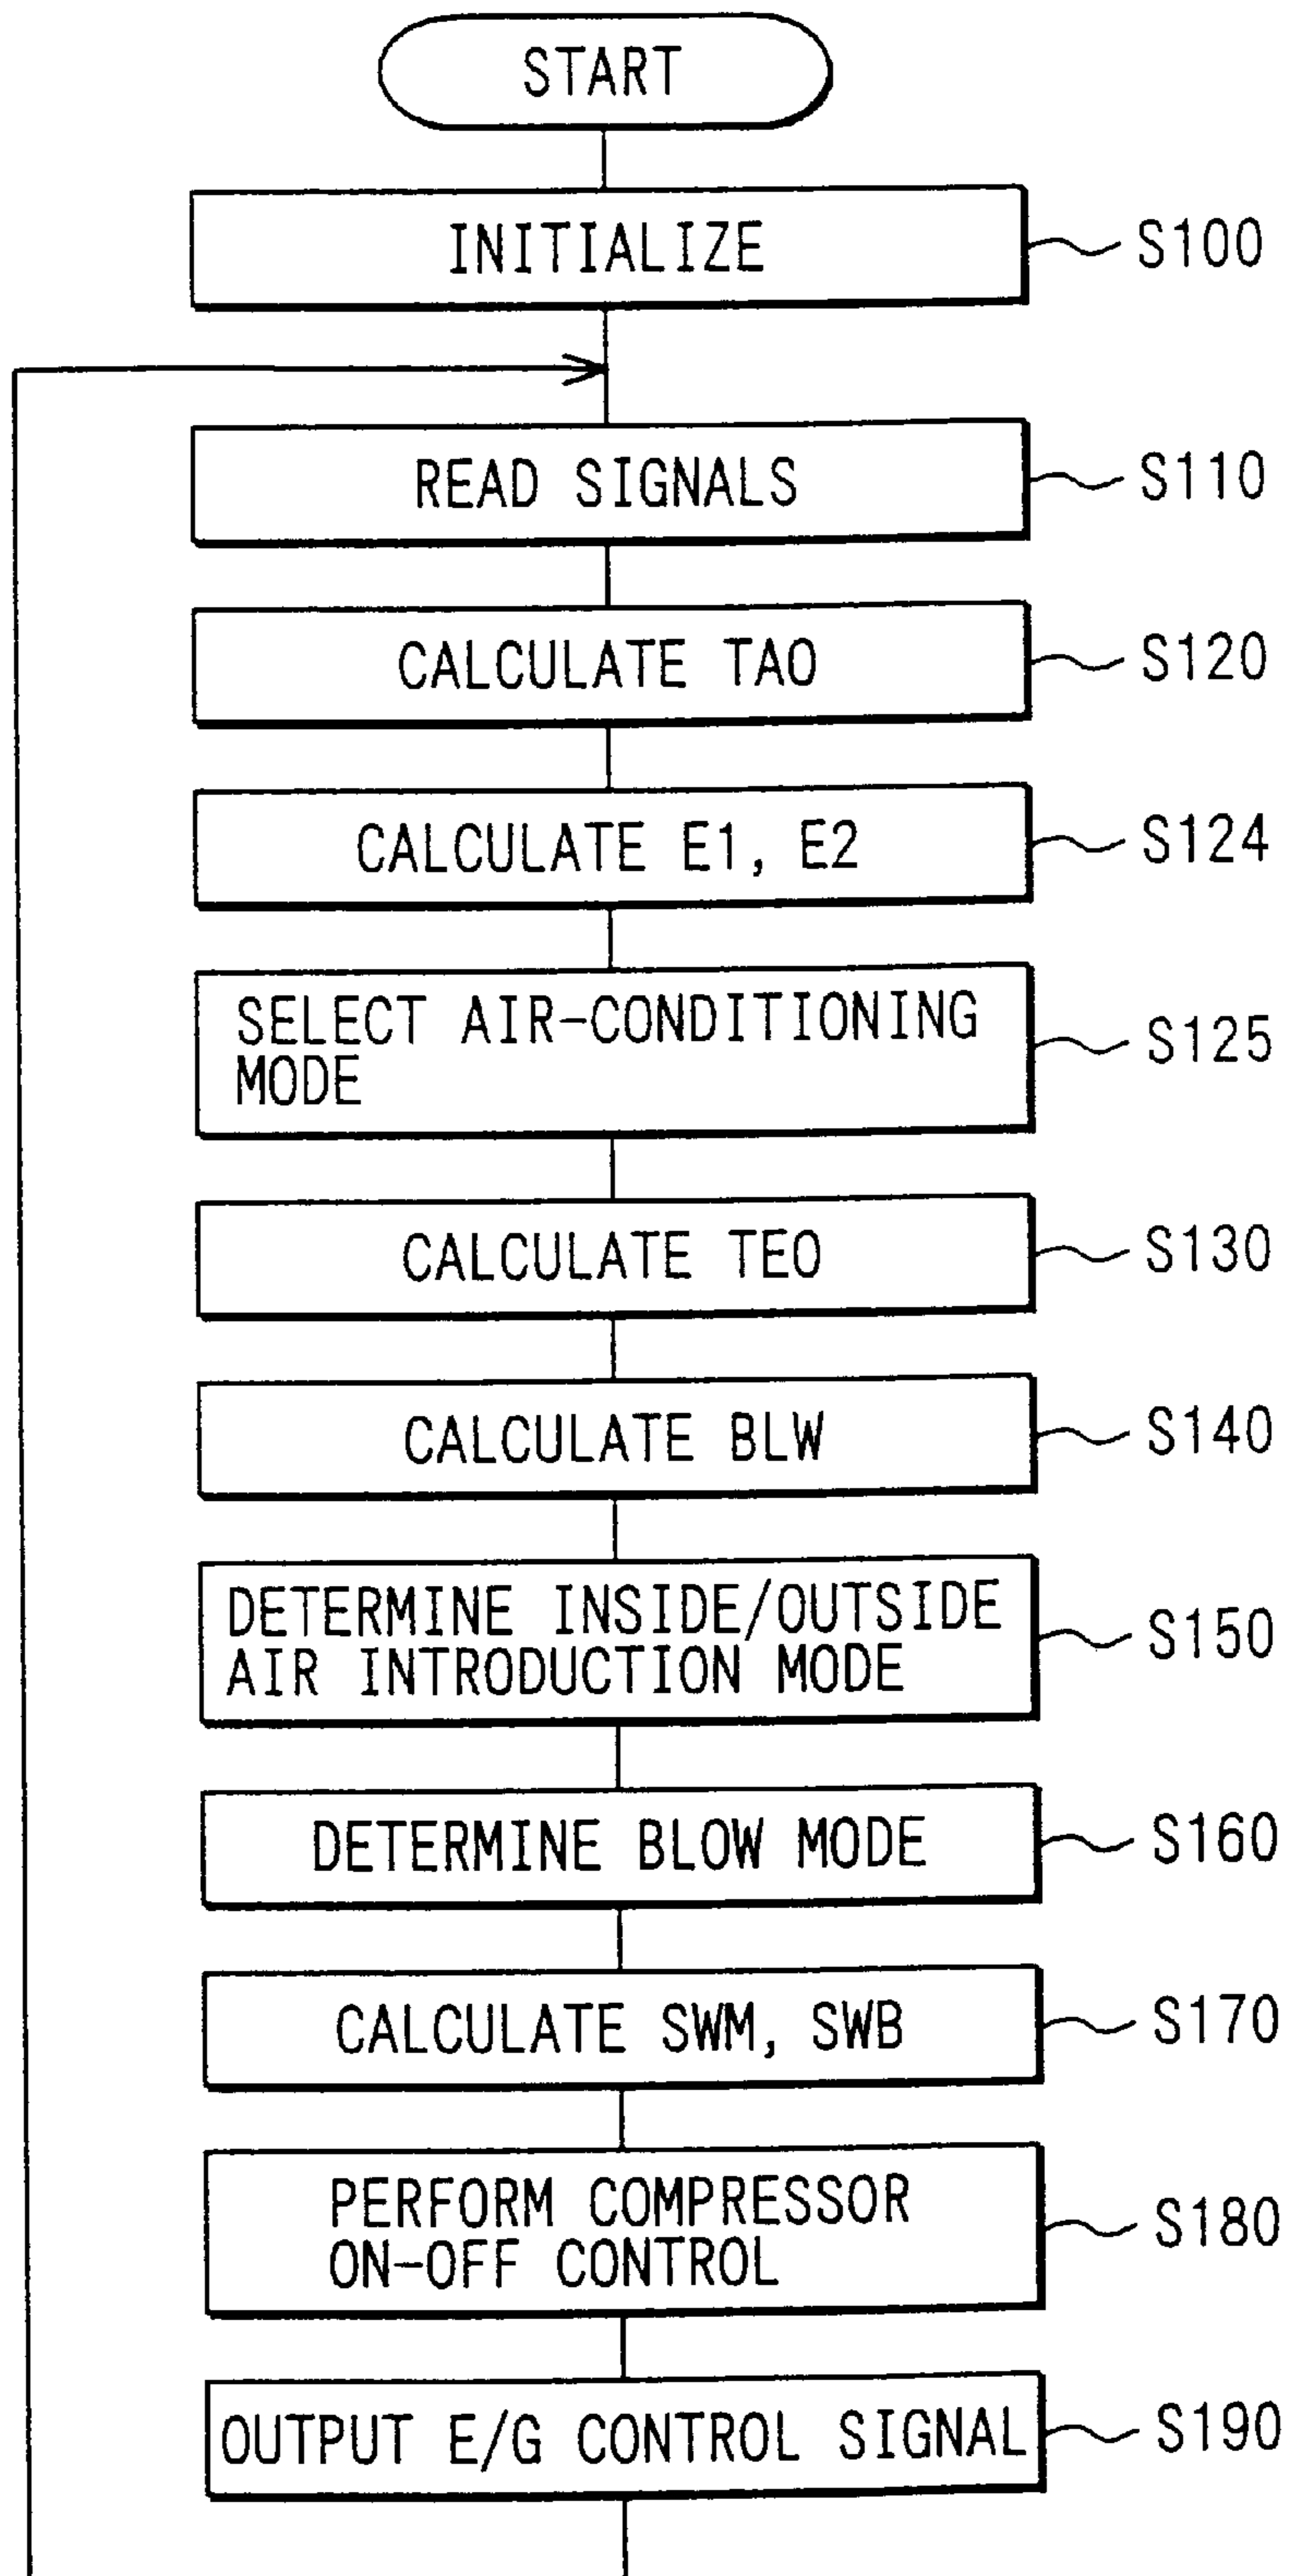 START
INITIALIZE
S100
READ SIGNALS
S110
CALCULATE TAO
S120
CALCULATE E1, E2
S124
SELECT AIR-CONDITIONING
MODE
S125
CALCULATE TEO
S130
CALCULATE BLW
S140
DETERMINE INSIDE/OUTSIDE
AIR INTRODUCTION MODE
S150
DETERMINE BLOW MODE
S160
CALCULATE SWM, SWB
S170
PERFORM COMPRESSOR
ON-OFF CONTROL
S180
OUTPUT E/G CONTROL SIGNAL
S190